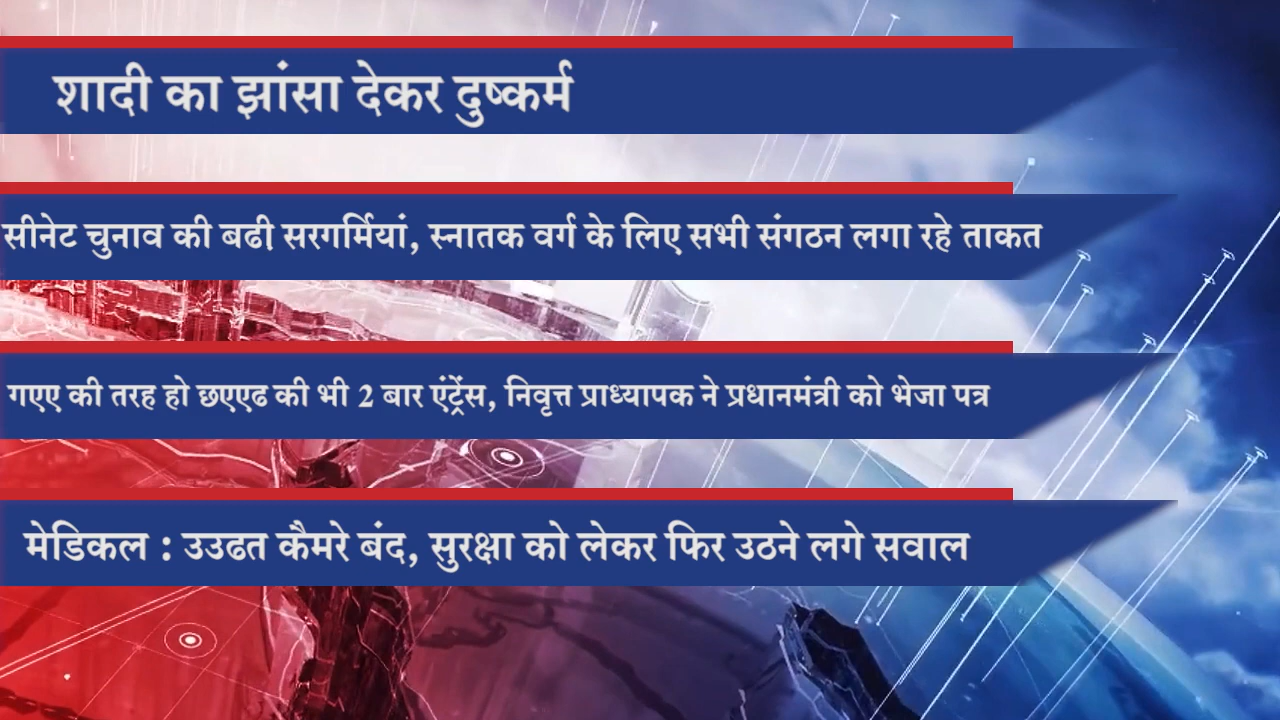 शादी का झांसा देकर दुष्कर्म
सीनेट चुनाव की बढी़ सरगर्मियां, स्नातक वर्ग के लिए सभी संगठन लगा रहे ताकत
गएए की तरह हो छएएढ की भी 2 बार एंट्रेंस, निवृत्त प्राध्यापक ने प्रधानमंत्री को भेजा पत्र
मेडिकल : उउढत कैमरे बंद, सुरक्षा को लेकर फिर उठने लगे सवाल